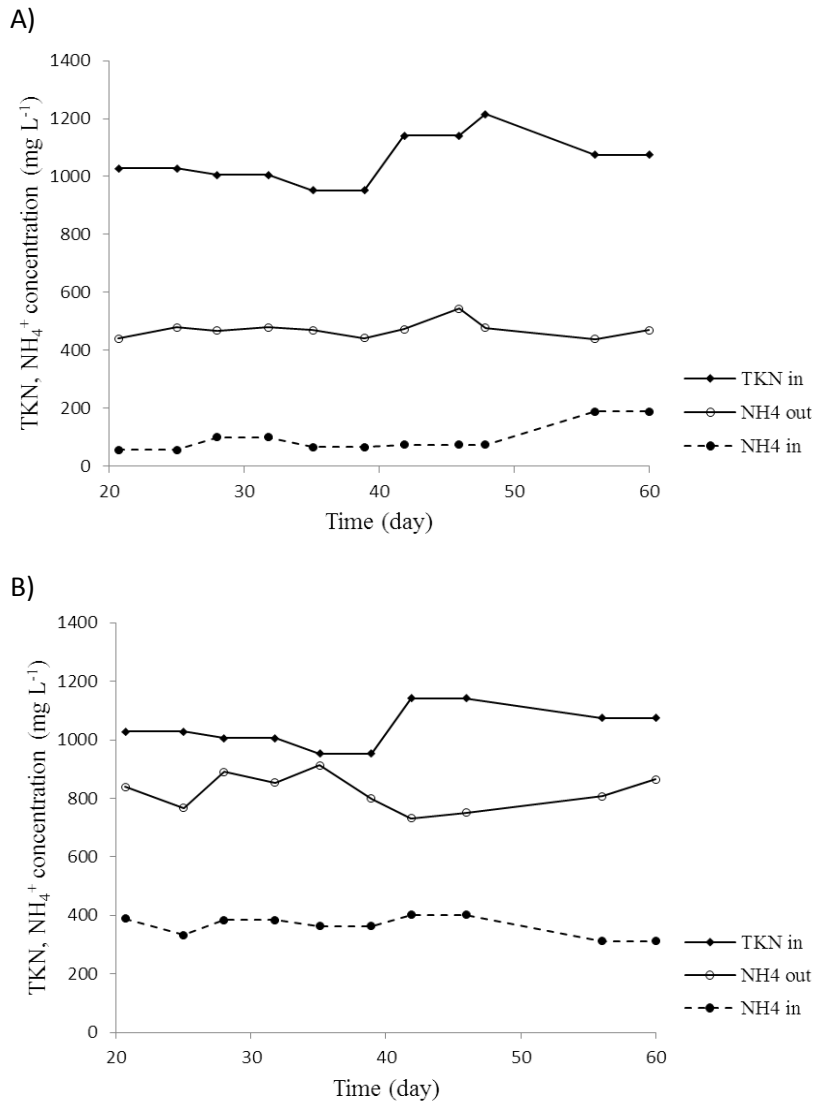 A)
1400
1200
1000
800
600
400
200
0
TKN, NH₄⁺ concentration (mg L⁻¹)
20 30 40 50 60
Time (day)
TKN in
NH4 out
NH4 in
B)
1400
1200
1000
800
600
400
200
0
TKN, NH₄⁺ concentration (mg L⁻¹)
20 30 40 50 60
Time (day)
TKN in
NH4 out
NH4 in